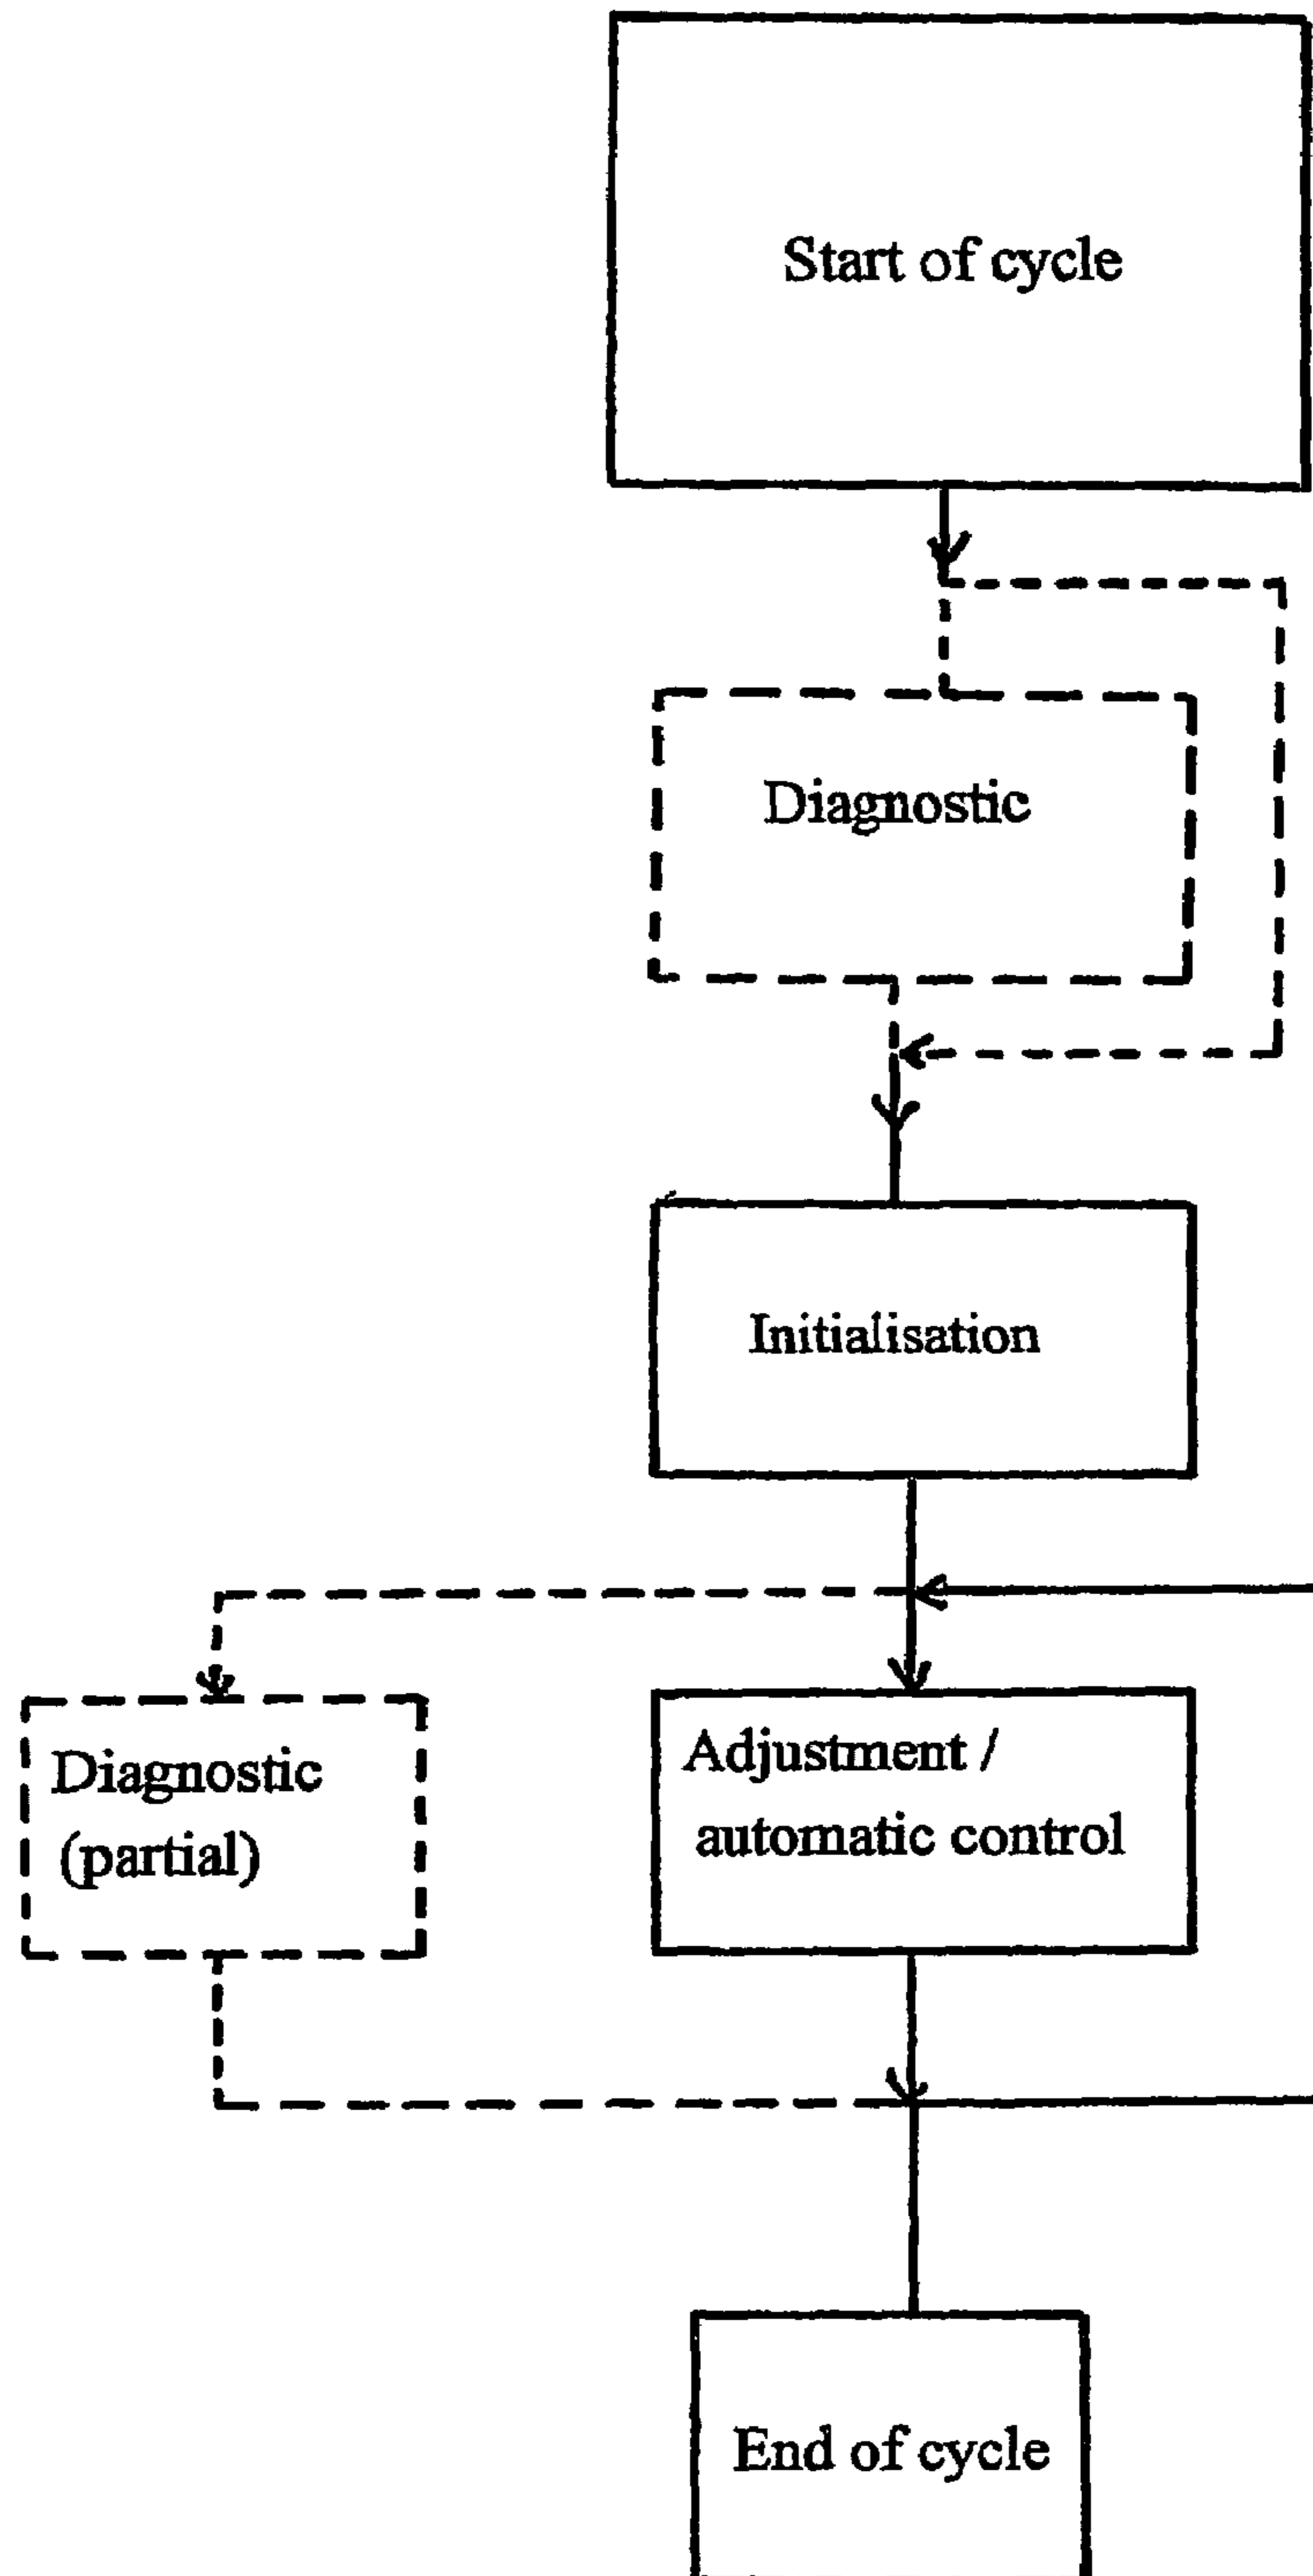 Start of cycle
Diagnostic
Initialisation
Diagnostic
(partial)
Adjustment /
automatic control
End of cycle